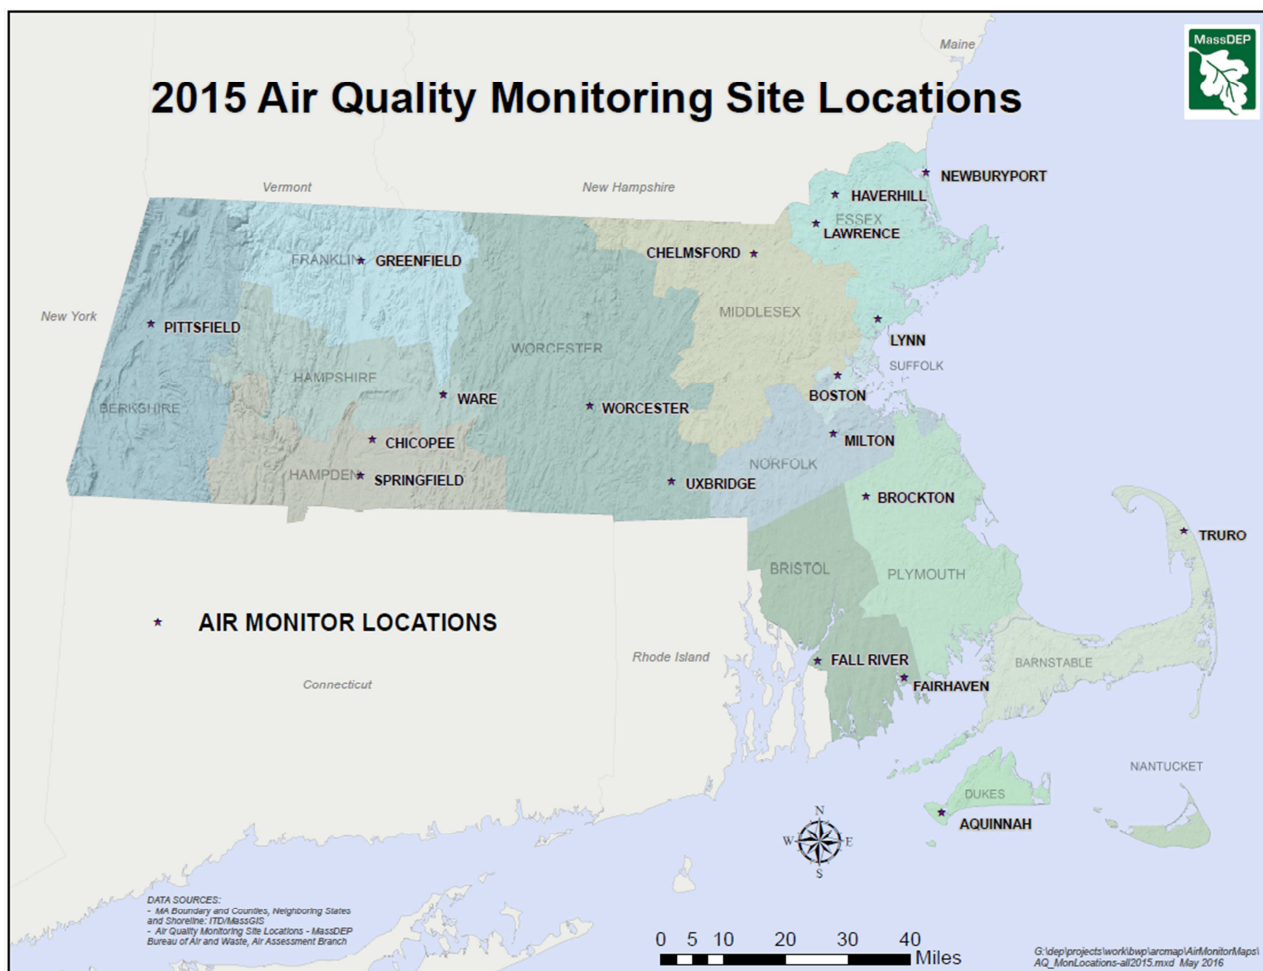 Maine
MassDEP
2015 Air Quality Monitoring Site Locations
Vermont
New Hampshire
NEWBURYPORT
HAVERHILL
ESSEX
LAWRENCE
CHELMSFORD
FRANKLIN
GREENFIELD
New York
PITTSFIELD
MIDDLESEX
LYNN
WORCESTER
SUFFOLK
HAMPSHIRE
BOSTON
WARE
BERKSHIRE
WORCESTER
CHICOPEE
MILTON
NORFOLK
HAMPDEN
SPRINGFIELD
UXBRIDGE
BROCKTON
TRURO
BRISTOL
PLYMOUTH
AIR MONITOR LOCATIONS
Rhode Island
FALL RIVER
BARNSTABLE
Connecticut
FAIRHAVEN
NANTUCKET
DUKES
AQUINNAH
N
W E
S
DATA SOURCES:
- MA Boundary and Counties, Neighboring States
and Shoreline: ITD/MassGIS
- Air Quality Monitoring Site Locations - MassDEP
Bureau of Air and Waste, Air Assessment Branch
0 5 10 20 30 40
Miles
G:\dep\projects\work\bwp\arcmap\AirMonitorMaps\
AQ_MonLocations-all2015.mxd May 2016